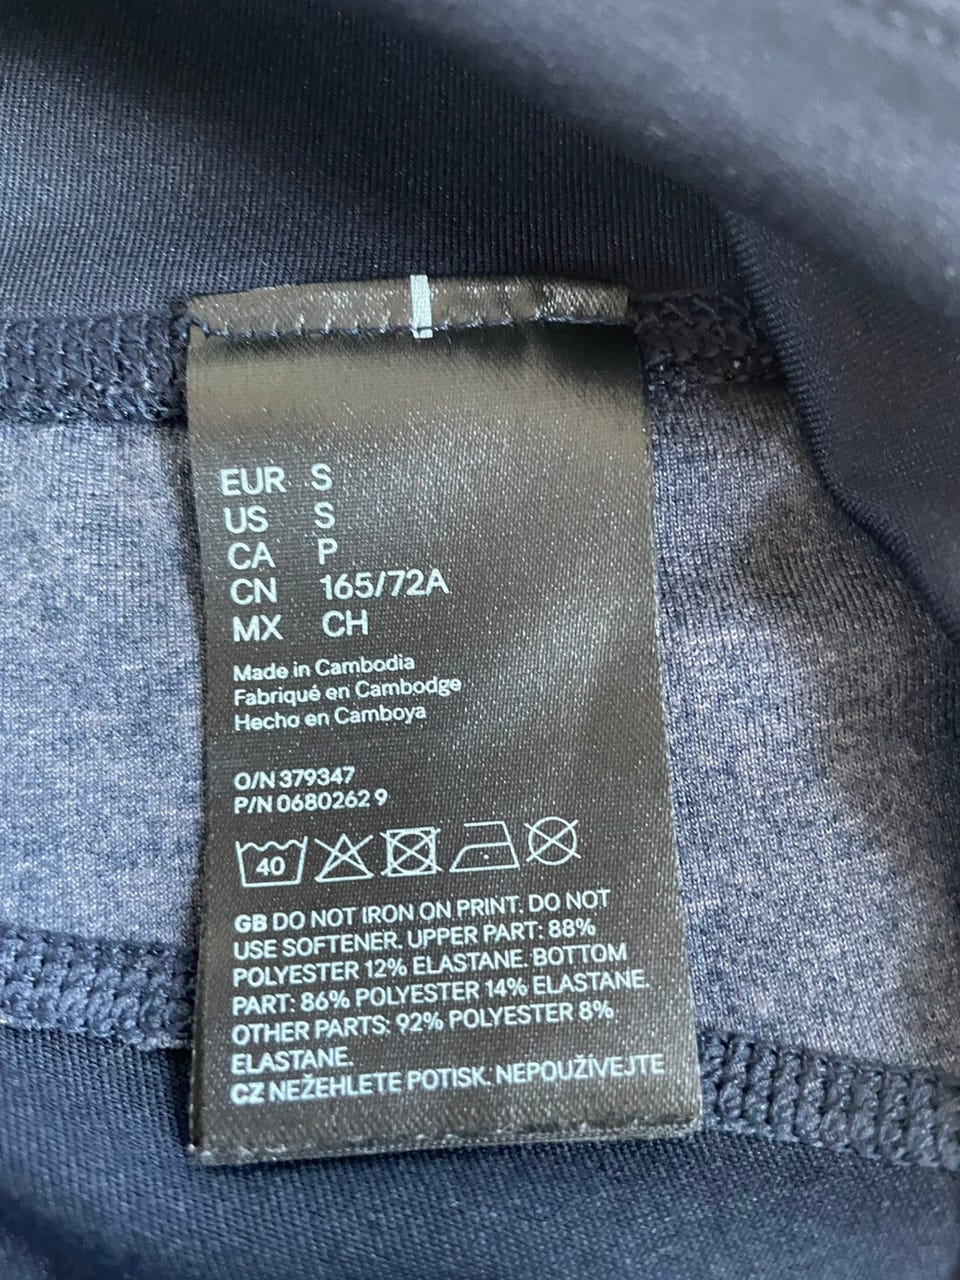 EUR S
US S
CA P
CN 165/72A
MX CH
Made in Cambodia
Fabriqué en Cambodge
Hecho en Camboya
O/N 379347
P/N 0680262 9
40
GB DO NOT IRON ON PRINT. DO NOT
USE SOFTENER. UPPER PART: 88%
POLYESTER 12% ELASTANE. BOTTOM
PART: 86% POLYESTER 14% ELASTANE.
OTHER PARTS: 92% POLYESTER 8%
ELASTANE.
CZ NEŽEHLETE POTISK. NEPOUŽÍVEJTE